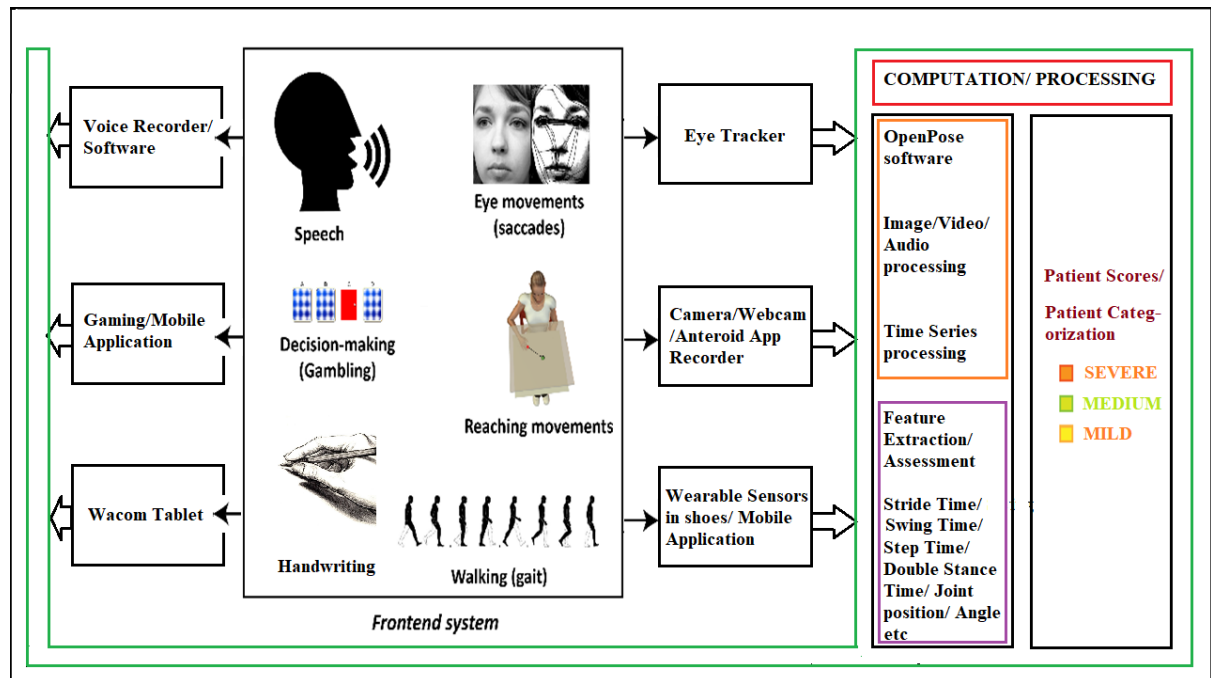 Voice Recorder/
Software
Gaming/Mobile
Application
Wacom Tablet
Speech
Eye movements
(saccades)
A B
Decision-making
(Gambling)
Reaching movements
Handwriting
Walking (gait)
Frontend system
Eye Tracker
Camera/Webcam
/Anteroid App
Recorder
Wearable Sensors
in shoes/ Mobile
Application
COMPUTATION/ PROCESSING
OpenPose
software
Image/Video/
Audio
processing
Time Series
processing
Feature
Extraction/
Assessment
Stride Time/
Swing Time/
Step Time/
Double Stance
Time/ Joint
position/ Angle
etc
Patient Scores/
Patient Categ-
orization
SEVERE
MEDIUM
MILD